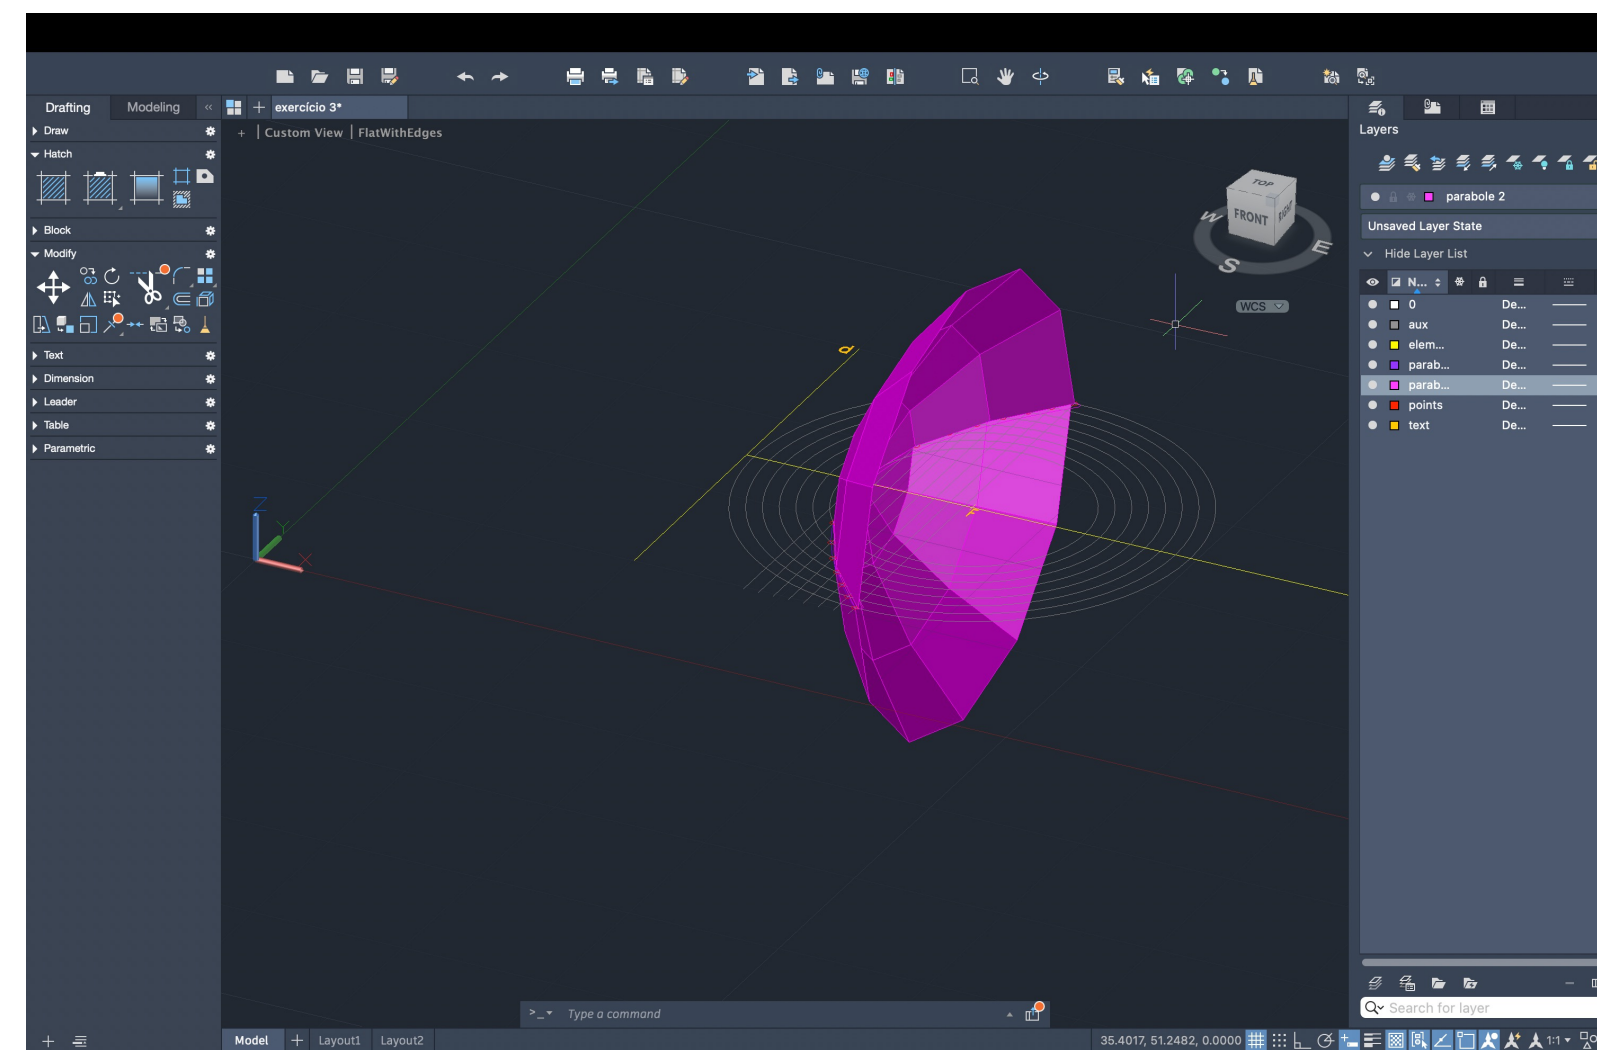 Drafting Modeling «
exercício 3*
+ | Custom View | FlatWithEdges
Draw
Hatch
Block
Modify
Text
Dimension
Leader
Table
Parametric
TOP
FRONT
RIGHT
W
S
E
WCS
d
F
Z
Y
X
>_ Type a command
Model + Layout1 Layout2
35.4017, 51.2482, 0.0000
1:1
Layers
parabole 2
Unsaved Layer State
Hide Layer List
N...
0 De...
aux De...
elem... De...
parab... De...
parab... De...
points De...
text De...
Search for layer